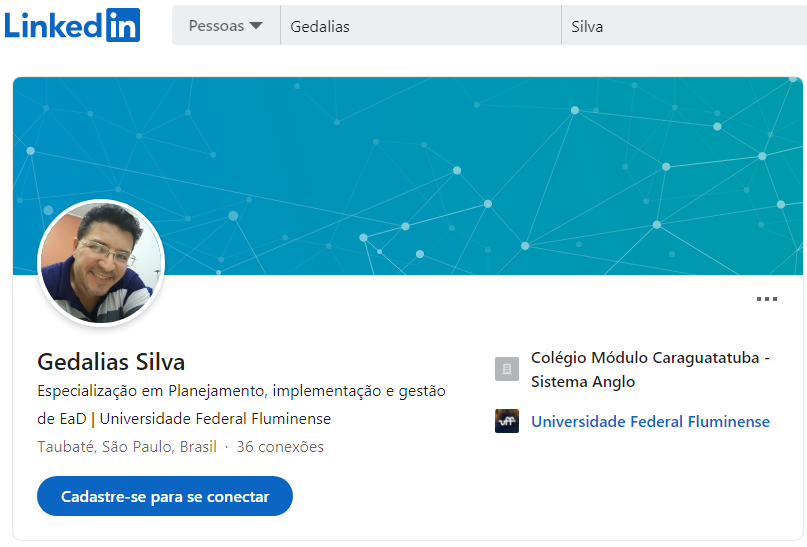 Linkedin
Pessoas
Gedalias
Silva
Gedalias Silva
Especialização em Planejamento, implementação e gestão
de EaD | Universidade Federal Fluminense
Taubaté, São Paulo, Brasil · 36 conexões
Cadastre-se para se conectar
Colégio Módulo Caraguatatuba -
Sistema Anglo
uff
Universidade Federal Fluminense